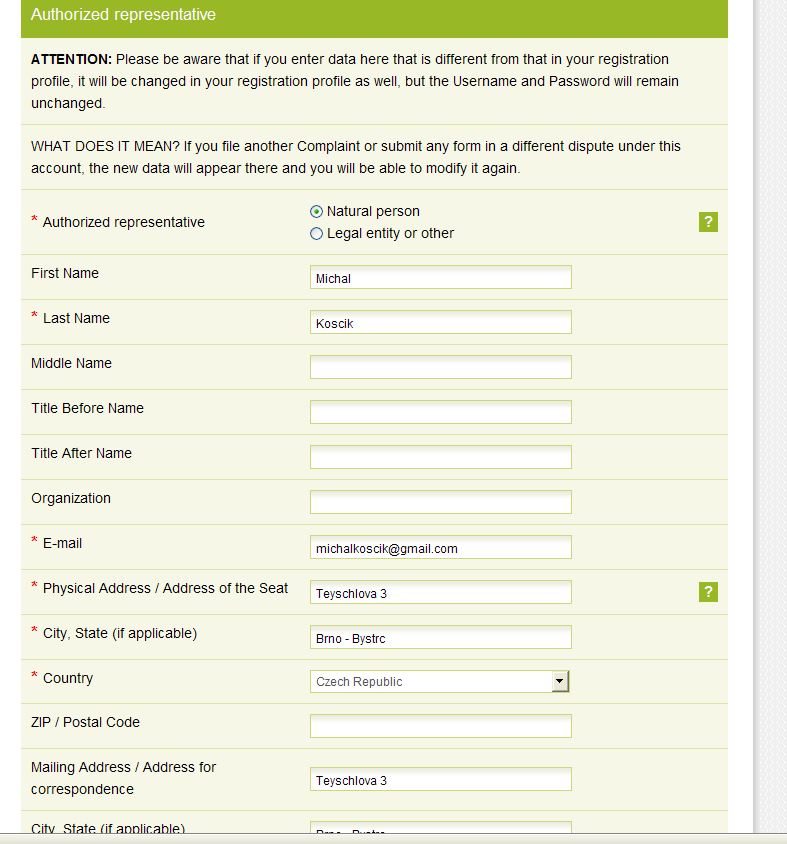 Authorized representative
ATTENTION: Please be aware that if you enter data here that is different from that in your registration
profile, it will be changed in your registration profile as well, but the Username and Password will remain
unchanged.
WHAT DOES IT MEAN? If you file another Complaint or submit any form in a different dispute under this
account, the new data will appear there and you will be able to modify it again.
* Authorized representative
Natural person
Legal entity or other
?
First Name
Michal
* Last Name
Koscik
Middle Name
Title Before Name
Title After Name
Organization
* E-mail
michalkoscik@gmail.com
* Physical Address / Address of the Seat
Teyschlova 3
?
* City, State (if applicable)
Brno - Bystrc
* Country
Czech Republic
ZIP / Postal Code
Mailing Address / Address for
correspondence
Teyschlova 3
City, State (if applicable)
Brno - Bystrc